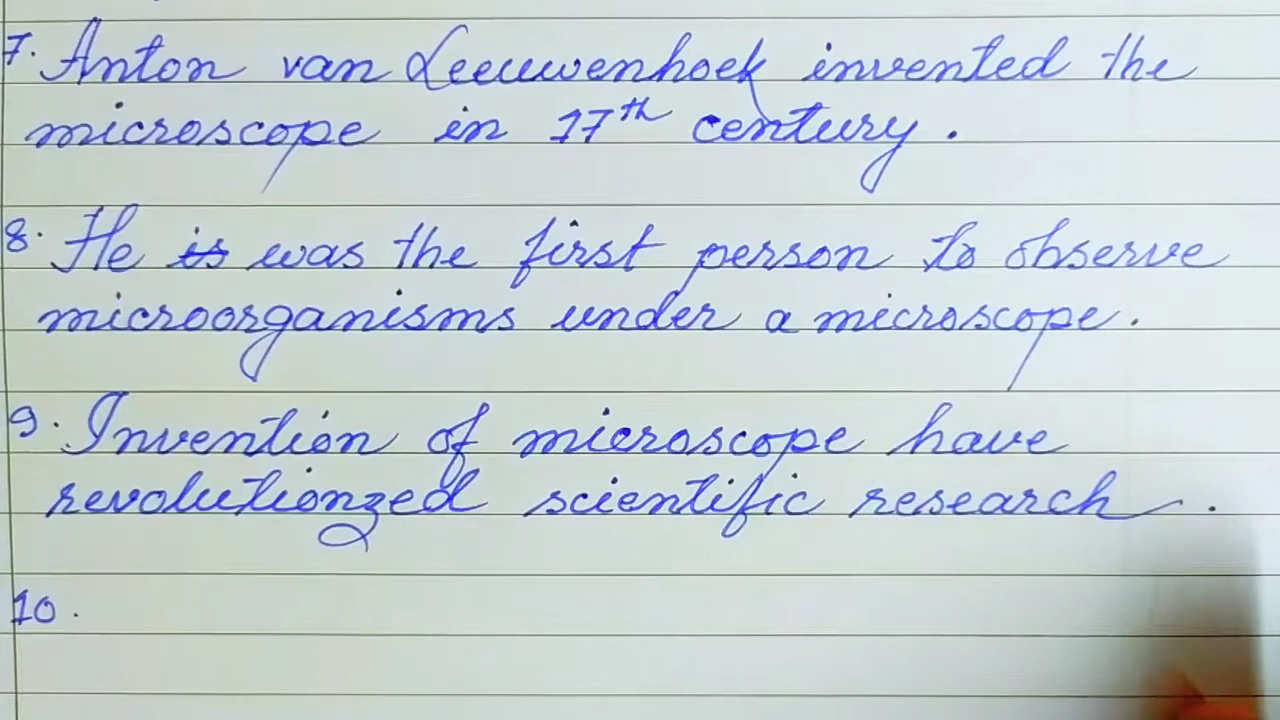 7. Anton van Leeuwenhoek invented the
microscope in 17th century.
8. He is was the first person to observe
microorganisms under a microscope.
9. Invention of microscope have
revolutionzed scientific research.
10.